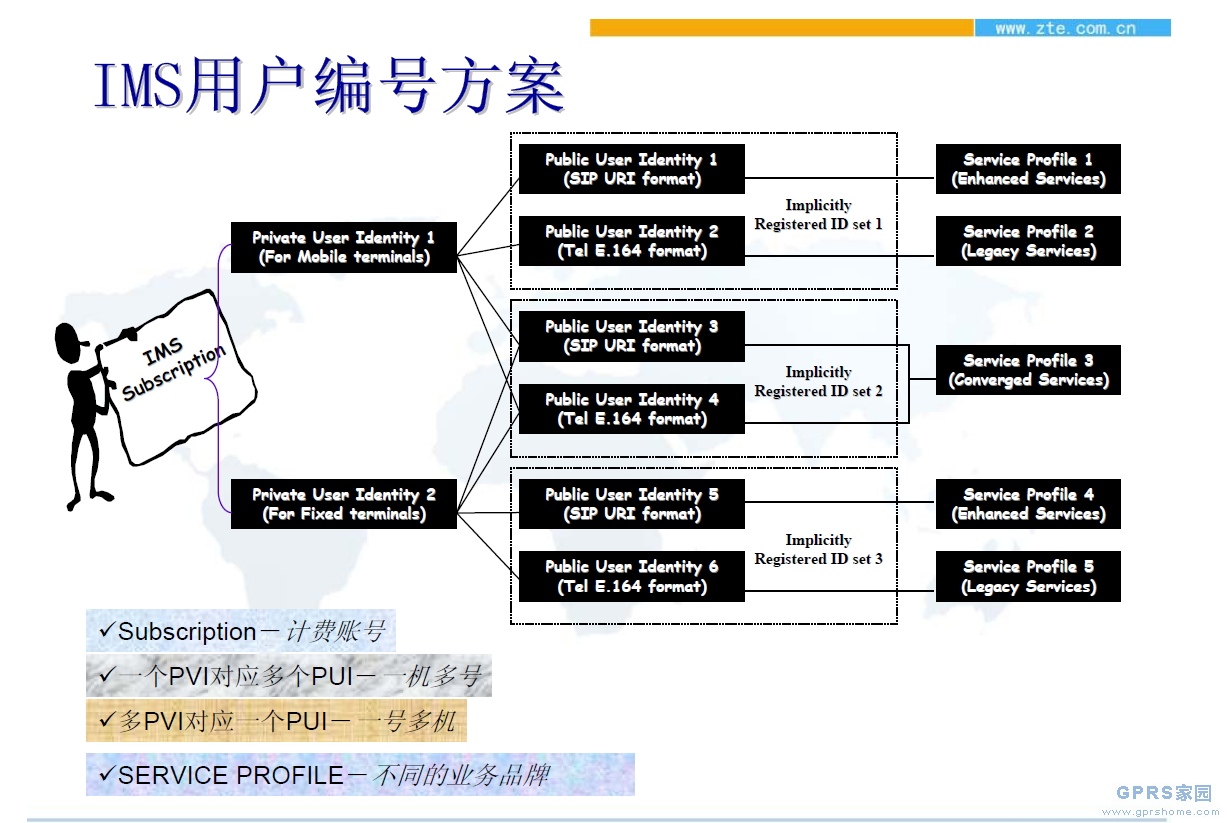 www.zte.com.cn
IMS用户编号方案
Public User Identity 1
(SIP URI format)
Service Profile 1
(Enhanced Services)
Implicitly
Registered ID set 1
Private User Identity 1
(For Mobile terminals)
Public User Identity 2
(Tel E.164 format)
Service Profile 2
(Legacy Services)
Public User Identity 3
(SIP URI format)
IMS
Subscription
Implicitly
Registered ID set 2
Service Profile 3
(Converged Services)
Public User Identity 4
(Tel E.164 format)
Private User Identity 2
(For Fixed terminals)
Public User Identity 5
(SIP URI format)
Service Profile 4
(Enhanced Services)
Implicitly
Registered ID set 3
Public User Identity 6
(Tel E.164 format)
Service Profile 5
(Legacy Services)
✓Subscription－计费账号
✓一个PVI对应多个PUI－一机多号
✓多PVI对应一个PUI－一号多机
✓SERVICE PROFILE－不同的业务品牌
GPRS家园
www.gprshome.com